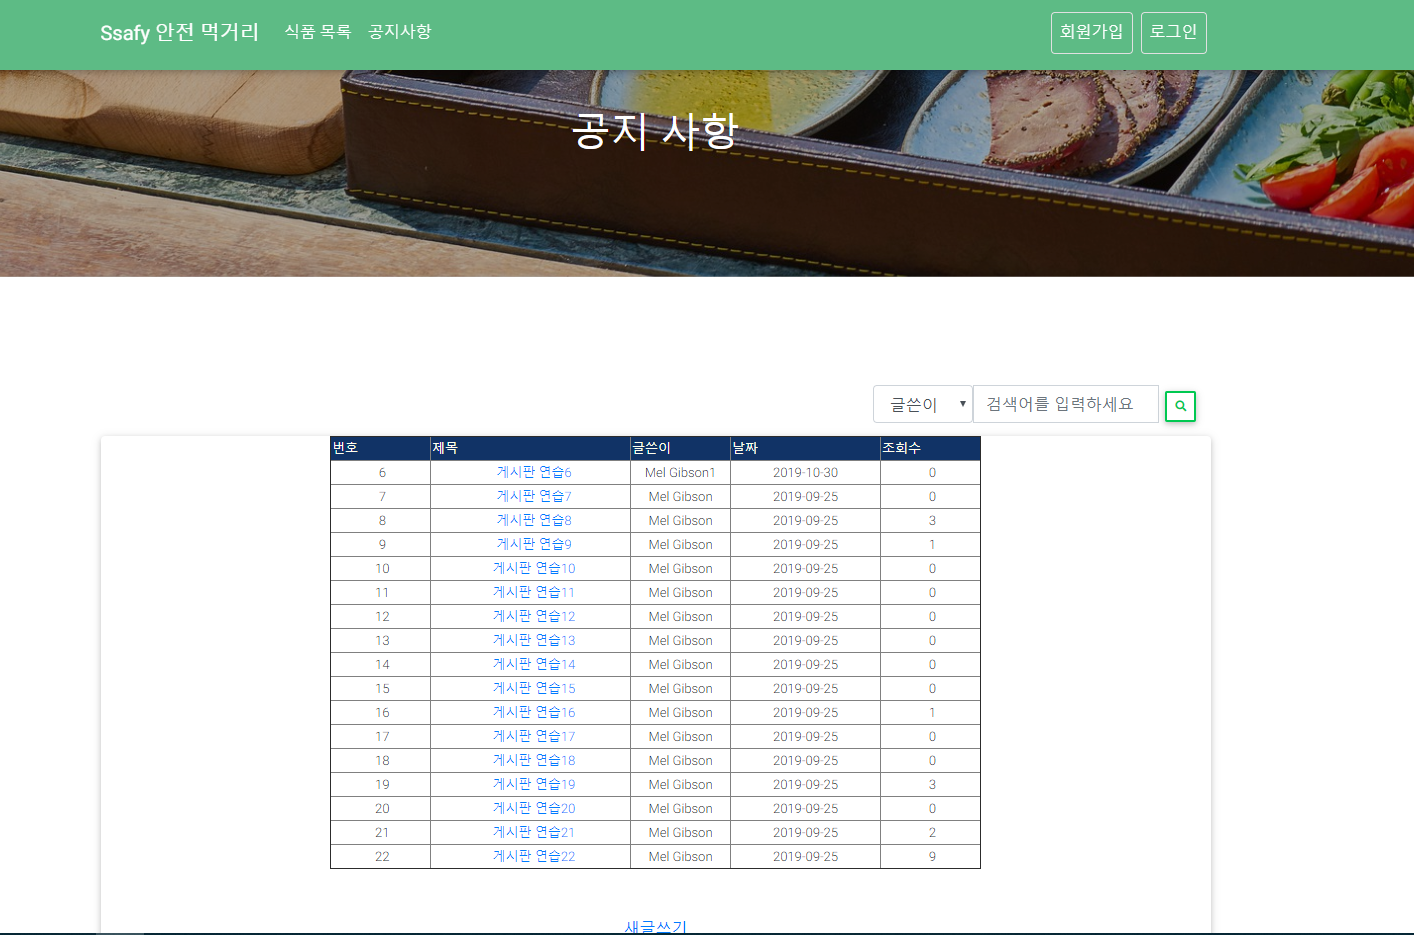 Ssafy 안전 먹거리 식품 목록 공지사항 회원가입 로그인
공지 사항
글쓴이 검색어를 입력하세요
번호 제목 글쓴이 날짜 조회수
6 게시판 연습6 Mel Gibson1 2019-10-30 0
7 게시판 연습7 Mel Gibson 2019-09-25 0
8 게시판 연습8 Mel Gibson 2019-09-25 3
9 게시판 연습9 Mel Gibson 2019-09-25 1
10 게시판 연습10 Mel Gibson 2019-09-25 0
11 게시판 연습11 Mel Gibson 2019-09-25 0
12 게시판 연습12 Mel Gibson 2019-09-25 0
13 게시판 연습13 Mel Gibson 2019-09-25 0
14 게시판 연습14 Mel Gibson 2019-09-25 0
15 게시판 연습15 Mel Gibson 2019-09-25 0
16 게시판 연습16 Mel Gibson 2019-09-25 1
17 게시판 연습17 Mel Gibson 2019-09-25 0
18 게시판 연습18 Mel Gibson 2019-09-25 0
19 게시판 연습19 Mel Gibson 2019-09-25 3
20 게시판 연습20 Mel Gibson 2019-09-25 0
21 게시판 연습21 Mel Gibson 2019-09-25 2
22 게시판 연습22 Mel Gibson 2019-09-25 9
새글쓰기